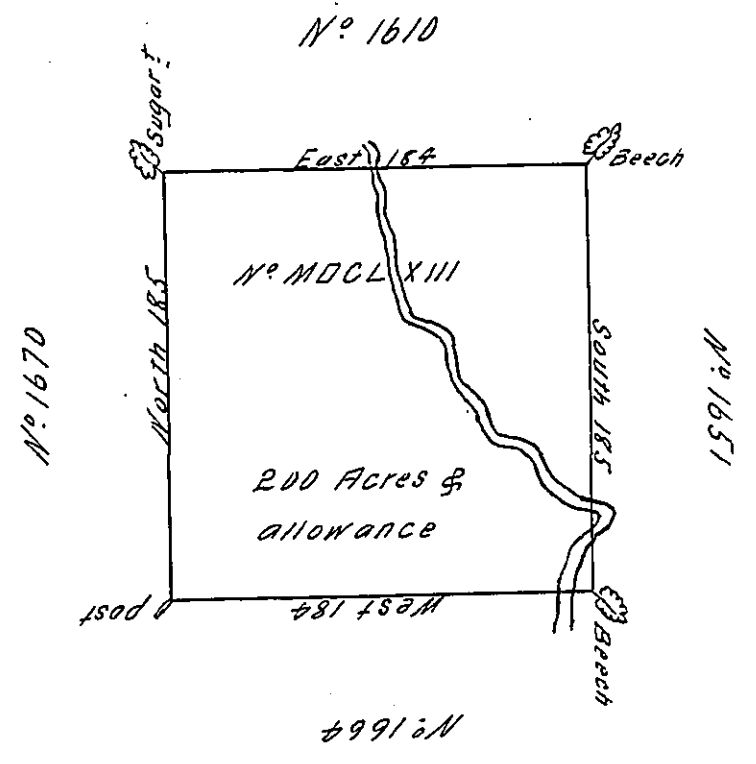 Nº 1610
Sugar t
Beech
East 184
Nº MDCLXIII
North 185
South 185
Nº 1670
Nº 1651
200 Acres &
allowance
post
West 184
Beech
Nº 1664